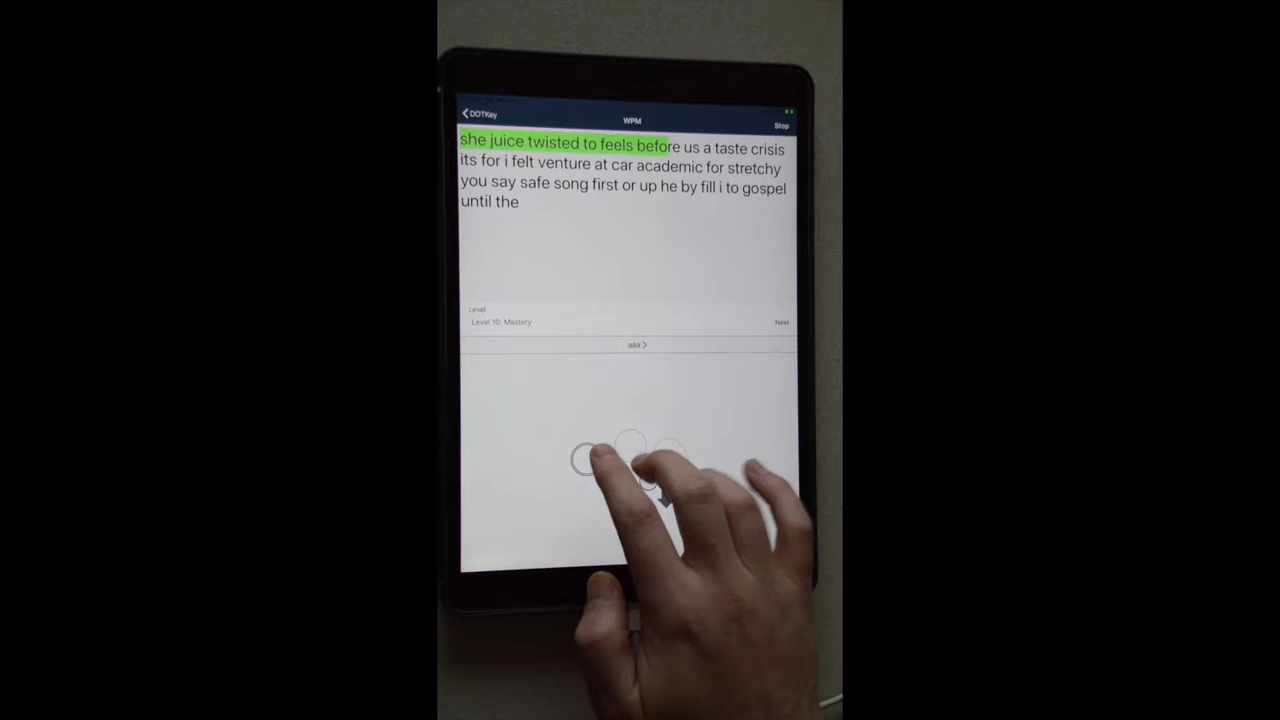 DOTKey
WPM
Stop
she juice twisted to feels before us a taste crisis
its for i felt venture at car academic for stretchy
you say safe song first or up he by fill i to gospel
until the
Level
Level 10: Mastery
Next
aaa